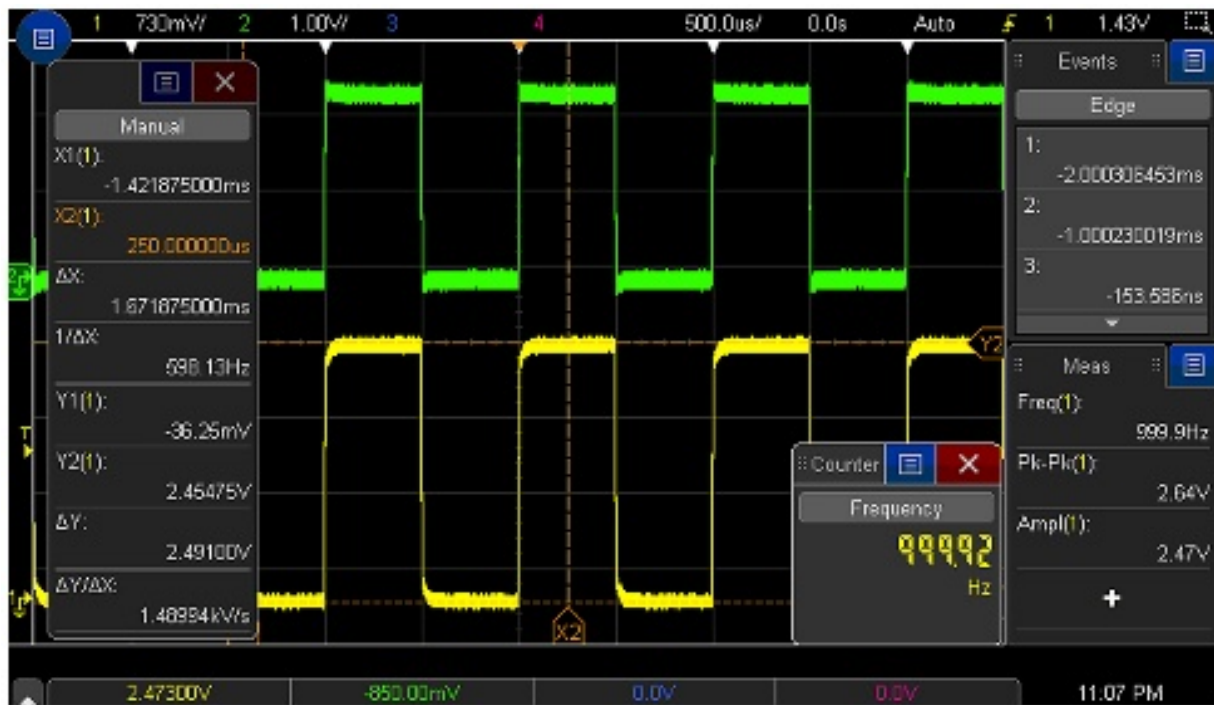 1 730mV/ 2 1.00V/ 3 4 500.0us/ 0.0s Auto 1 1.43V
Manual
X1(1):
-1.421875000ms
X2(1):
250.000000us
ΔX:
1.671875000ms
1/ΔX:
598.13Hz
Y1(1):
-36.25mV
Y2(1):
2.45475V
ΔY:
2.49100V
ΔY/ΔX:
1.48994kV/s
2
T
1
Y2
X2
Counter
Frequency
999.92
Hz
Events
Edge
1:
-2.000306453ms
2:
-1.000230019ms
3:
-153.586ns
Meas
Freq(1):
999.9Hz
Pk-Pk(1):
2.64V
Ampl(1):
2.47V
2.47300V -850.00mV 0.0V 0.0V 11:07 PM